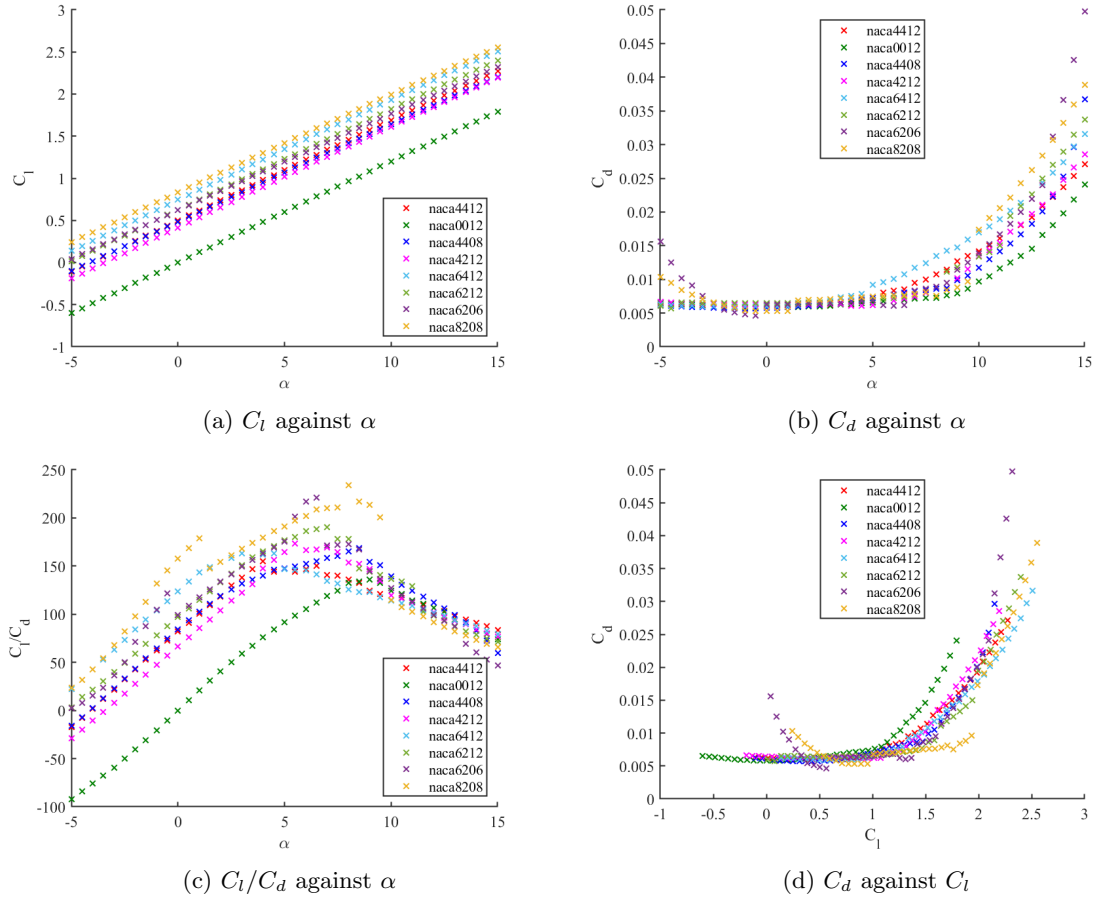 3
2.5
2
1.5
1
0.5
0
-0.5
-1
C_l
naca4412
naca0012
naca4408
naca4212
naca6412
naca6212
naca6206
naca8208
-5 0 5 10 15
α
(a) C_l against α
0.05
0.045
0.04
0.035
0.03
0.025
0.02
0.015
0.01
0.005
0
C_d
naca4412
naca0012
naca4408
naca4212
naca6412
naca6212
naca6206
naca8208
-5 0 5 10 15
α
(b) C_d against α
250
200
150
100
50
0
-50
-100
C_l/C_d
naca4412
naca0012
naca4408
naca4212
naca6412
naca6212
naca6206
naca8208
-5 0 5 10 15
α
(c) C_l/C_d against α
0.05
0.045
0.04
0.035
0.03
0.025
0.02
0.015
0.01
0.005
0
C_d
naca4412
naca0012
naca4408
naca4212
naca6412
naca6212
naca6206
naca8208
-1 -0.5 0 0.5 1 1.5 2 2.5 3
C_l
(d) C_d against C_l